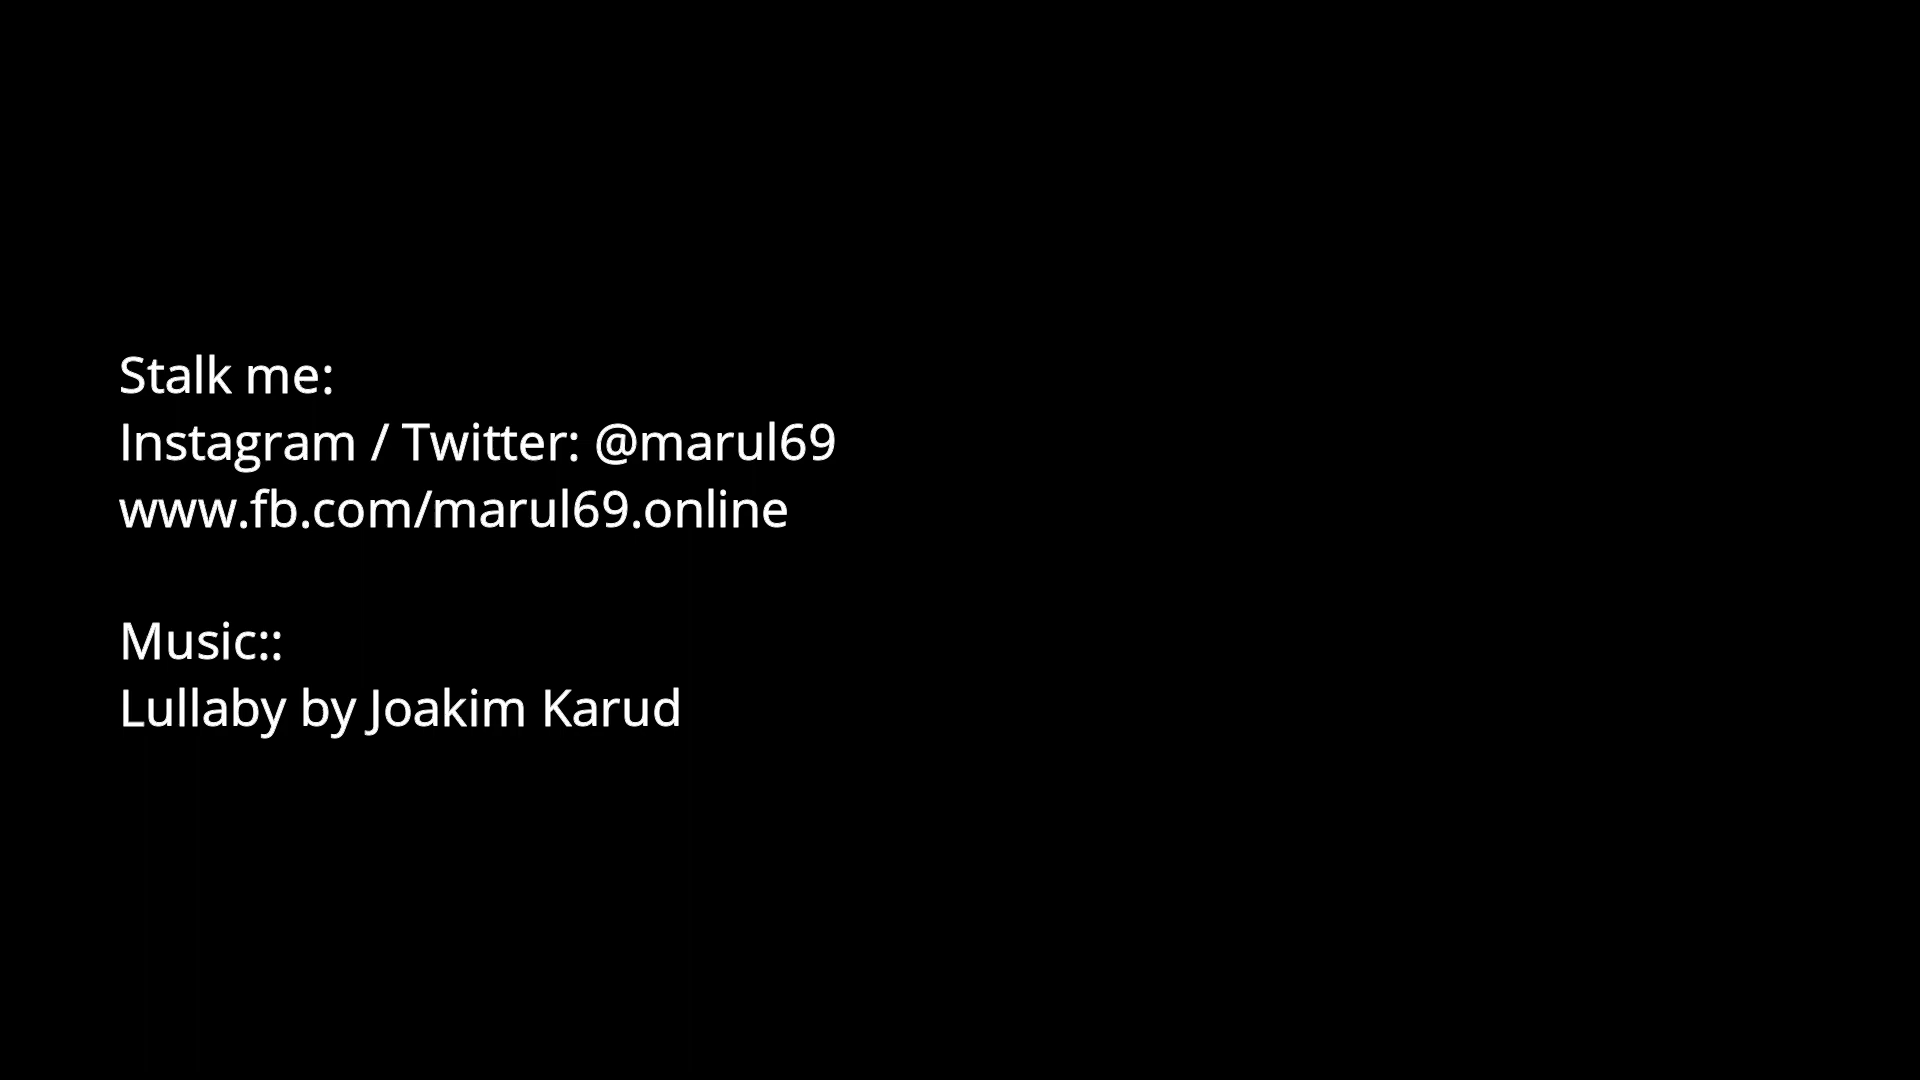 Stalk me:
Instagram / Twitter: @marul69
www.fb.com/marul69.online
Music::
Lullaby by Joakim Karud